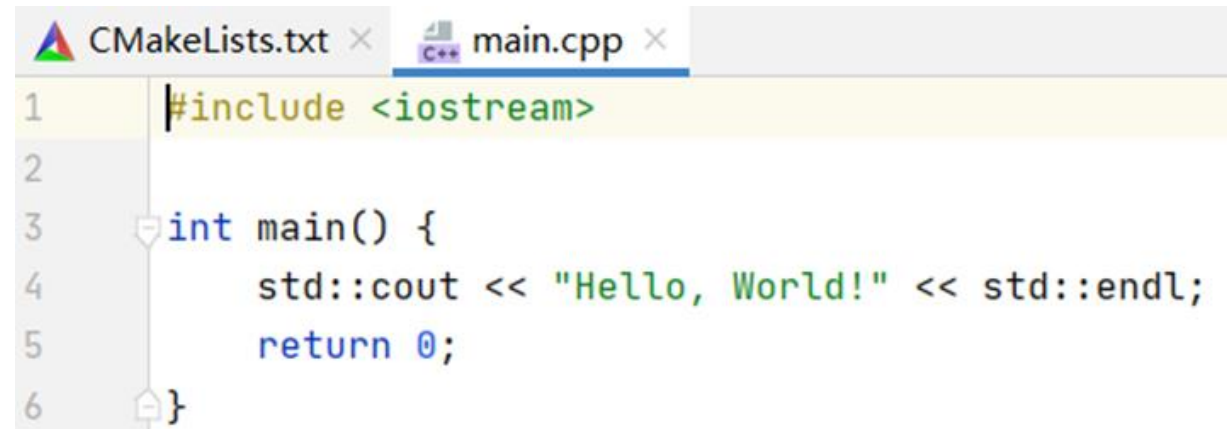 CMakeLists.txt × C++ main.cpp ×
1 #include <iostream>
2
3 int main() {
4     std::cout << "Hello, World!" << std::endl;
5     return 0;
6 }